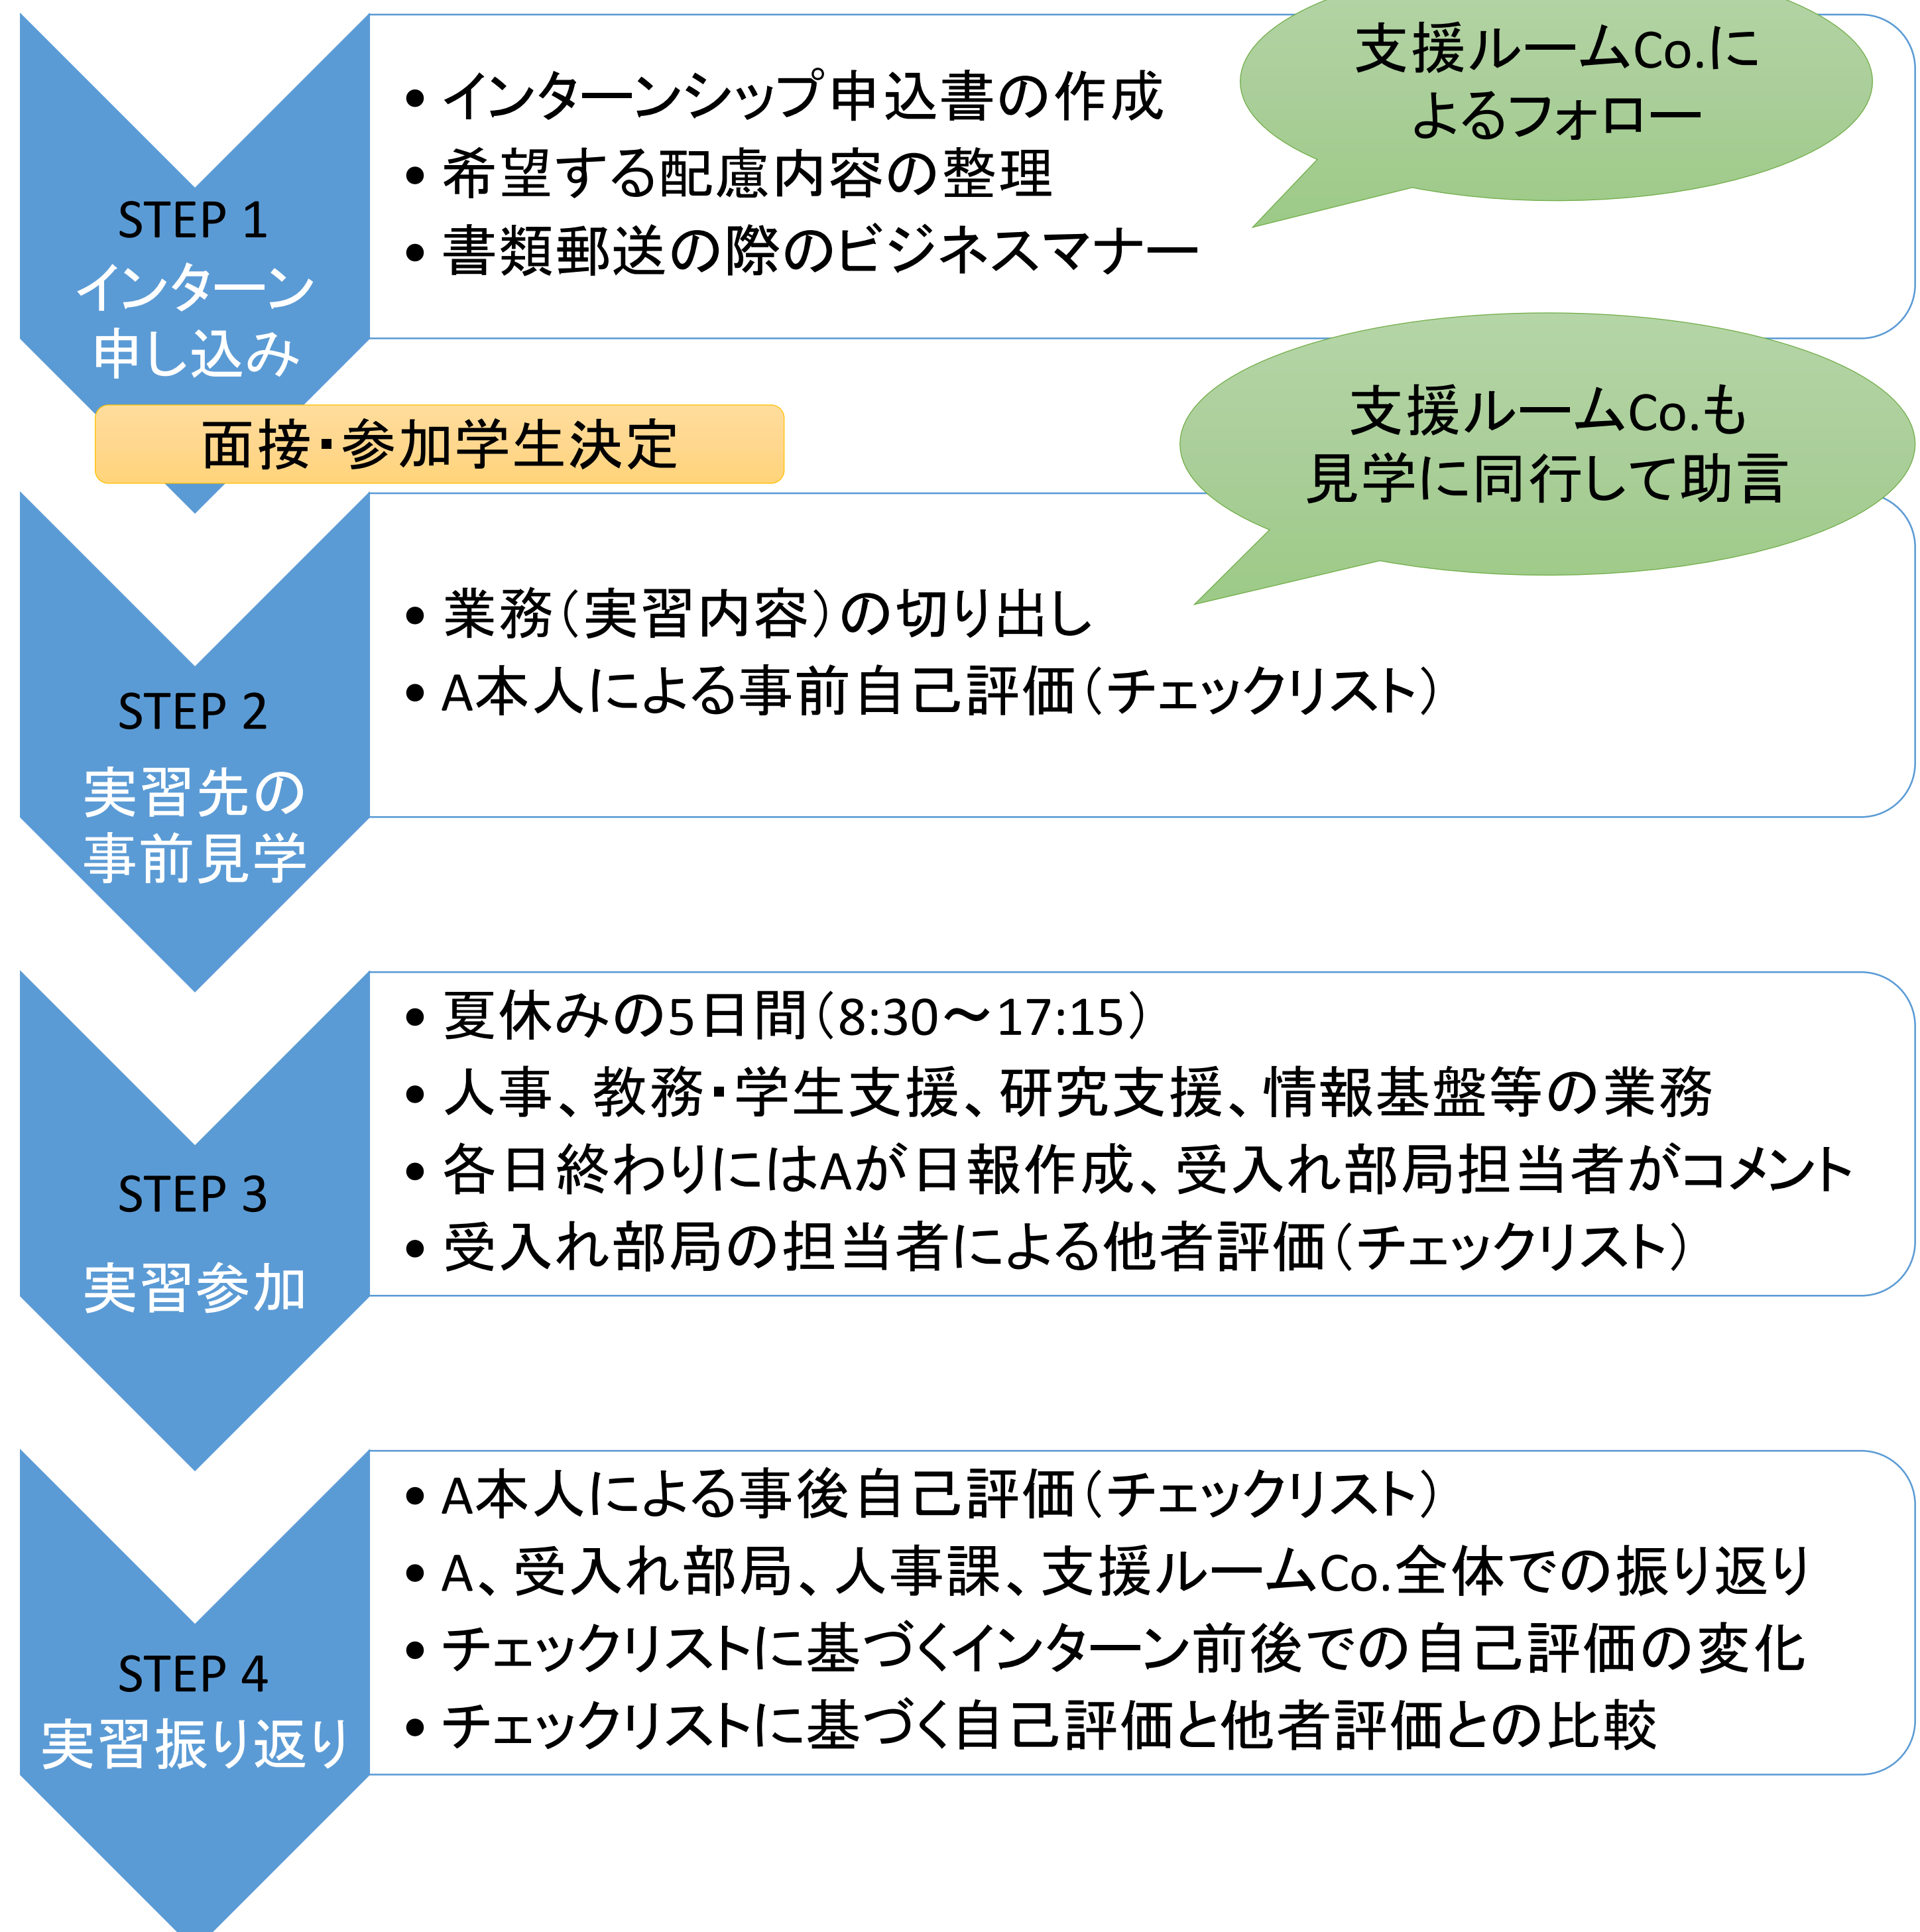 支援ルームCo.に
よるフォロー
STEP 1
インターン
申し込み
• インターンシップ申込書の作成
• 希望する配慮内容の整理
• 書類郵送の際のビジネスマナー
面接・参加学生決定
支援ルームCo.も
見学に同行して助言
STEP 2
実習先の
事前見学
• 業務（実習内容）の切り出し
• A本人による事前自己評価（チェックリスト）
STEP 3
実習参加
• 夏休みの5日間（8:30～17:15）
• 人事、教務・学生支援、研究支援、情報基盤等の業務
• 各日終わりにはAが日報作成、受入れ部局担当者がコメント
• 受入れ部局の担当者による他者評価（チェックリスト）
STEP 4
実習振り返り
• A本人による事後自己評価（チェックリスト）
• A、受入れ部局、人事課、支援ルームCo.全体での振り返り
• チェックリストに基づくインターン前後での自己評価の変化
• チェックリストに基づく自己評価と他者評価との比較